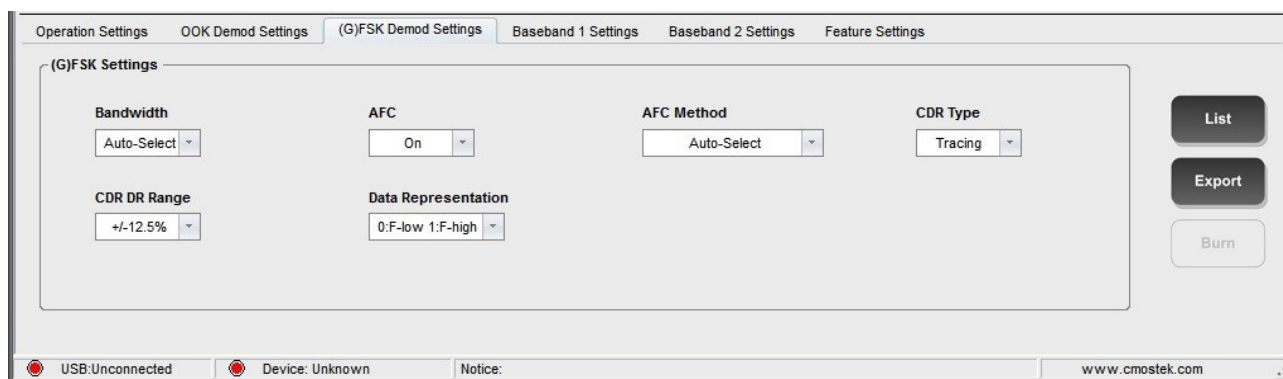 Operation Settings OOK Demod Settings (G)FSK Demod Settings Baseband 1 Settings Baseband 2 Settings Feature Settings
(G)FSK Settings
Bandwidth AFC AFC Method CDR Type
Auto-Select On Auto-Select Tracing
List
Export
CDR DR Range Data Representation
+/-12.5% 0:F-low 1:F-high
Burn
USB:Unconnected Device: Unknown Notice: www.cmostek.com